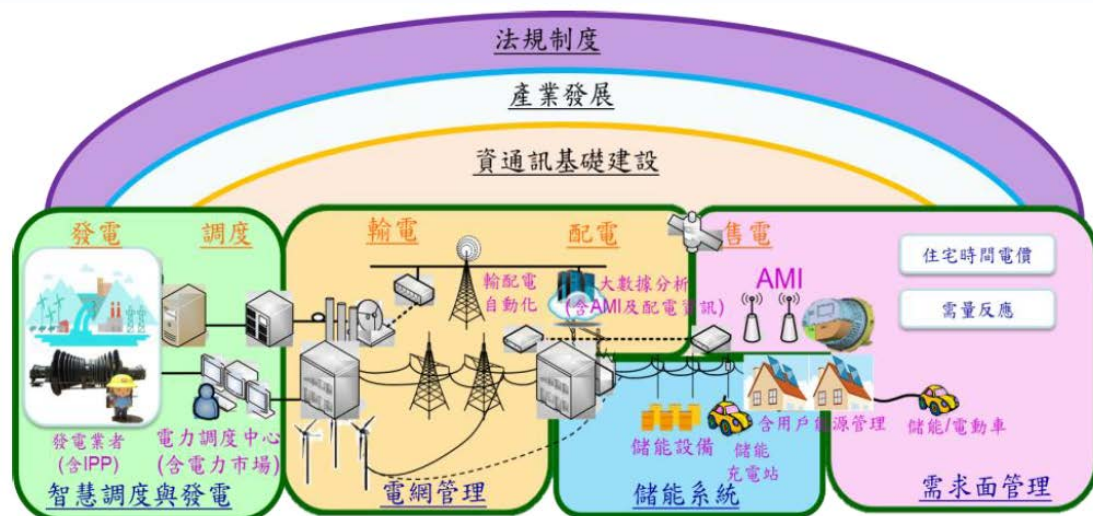 法規制度
產業發展
資通訊基礎建設
發電
調度
輸電
配電
售電
住宅時間電價
需量反應
AMI
輸配電
自動化
大數據分析
(含AMI及配電資訊)
發電業者
(含IPP)
電力調度中心
(含電力市場)
儲能設備
儲能
充電站
含用戶能源管理
儲能/電動車
智慧調度與發電
電網管理
儲能系統
需求面管理